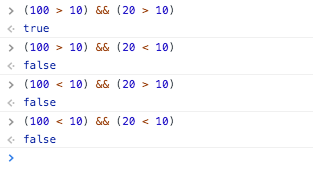 (100 > 10) && (20 > 10)
true
(100 > 10) && (20 < 10)
false
(100 < 10) && (20 > 10)
false
(100 < 10) && (20 < 10)
false